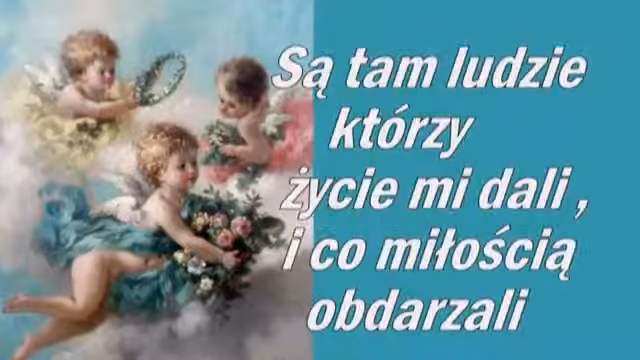 Są tam ludzie
którzy
życie mi dali ,
i co miłością
obdarzali